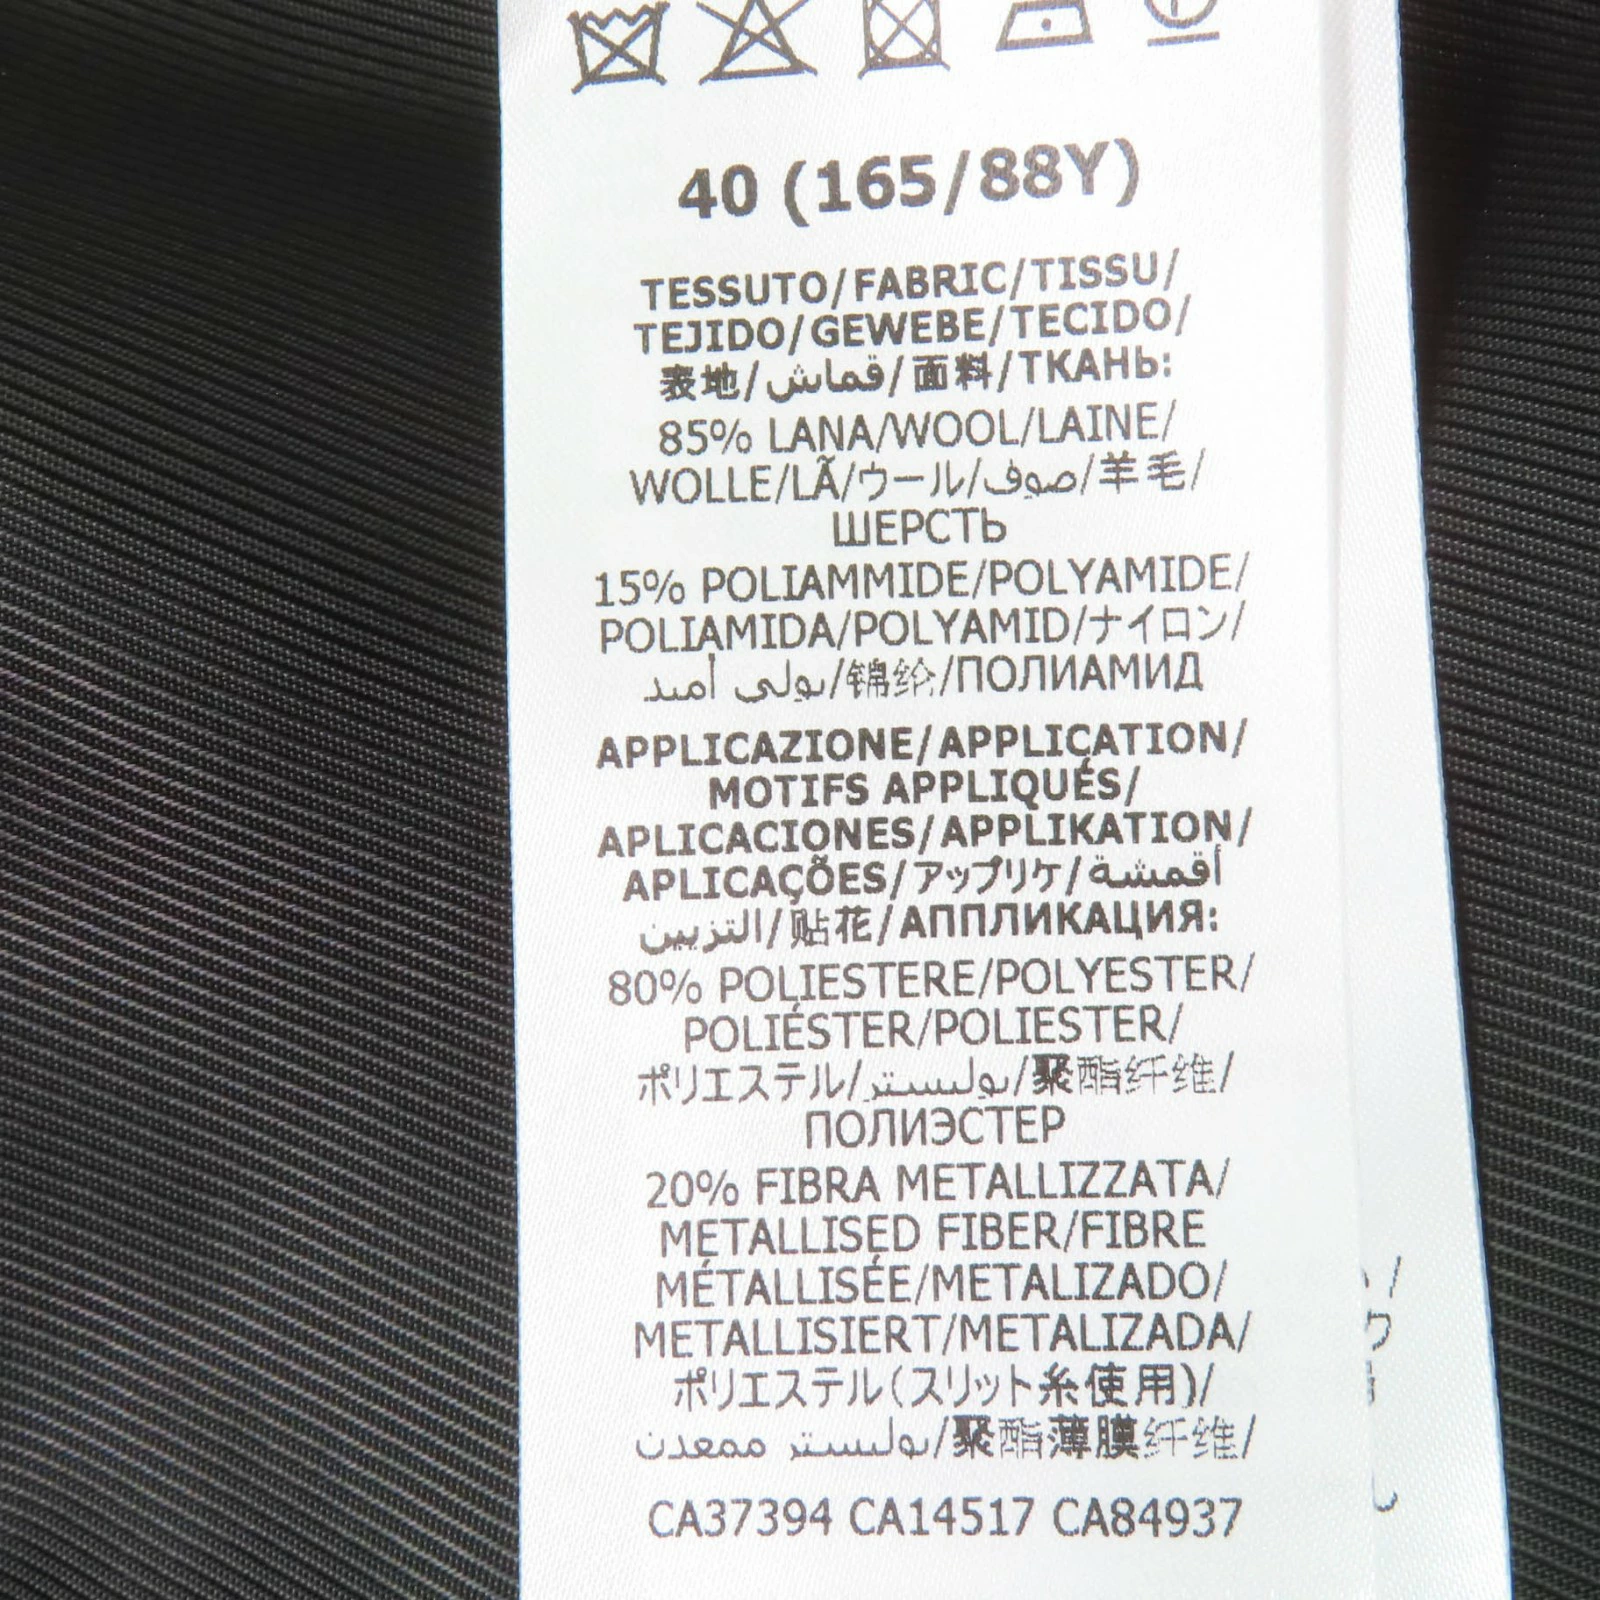 40 (165/88Y)
TESSUTO/FABRIC/TISSU/
TEJIDO/GEWEBE/TECIDO/
表地/قماش/面料/ТКАНЬ:
85% LANA/WOOL/LAINE/
WOLLE/LÃ/ウール/صوف/羊毛/
ШЕРСТЬ
15% POLIAMMIDE/POLYAMIDE/
POLIAMIDA/POLYAMID/ナイロン/
بولي أميد/锦纶/ПОЛИАМИД
APPLICAZIONE/APPLICATION/
MOTIFS APPLIQUÉS/
APLICACIONES/APPLIKATION/
APLICAÇÕES/アップリケ/أقمشة
التزيين/贴花/АППЛИКАЦИЯ:
80% POLIESTERE/POLYESTER/
POLIÉSTER/POLIESTER/
ポリエステル/بوليستر/聚酯纤维/
ПОЛИЭСТЕР
20% FIBRA METALLIZZATA/
METALLISED FIBER/FIBRE
MÉTALLISÉE/METALIZADO/
METALLISIERT/METALIZADA/
ポリエステル(スリット糸使用)/
بوليستر ممعدن/聚酯薄膜纤维/
CA37394 CA14517 CA84937